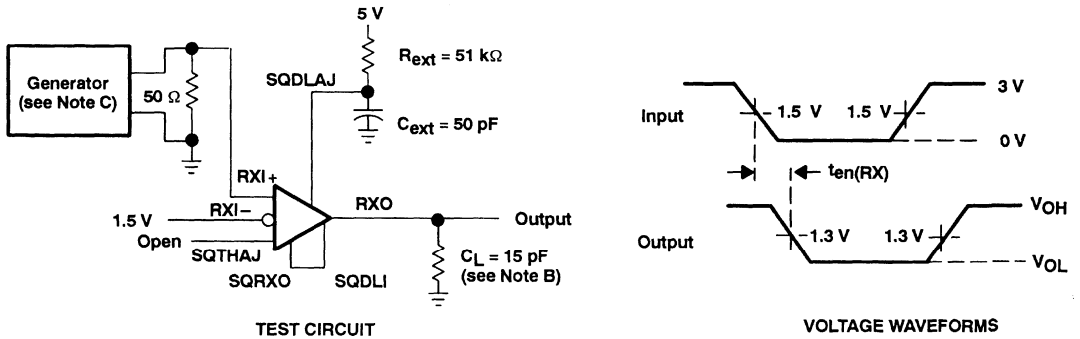 5 V
Rext = 51 kΩ
SQDLAJ
Generator
(see Note C)
50 Ω
Cext = 50 pF
RXI+
RXI−
1.5 V
RXO
Output
Open
SQTHAJ
SQRXO
SQDLI
CL = 15 pF
(see Note B)
TEST CIRCUIT
3 V
Input
1.5 V
1.5 V
0 V
ten(RX)
VOH
Output
1.3 V
1.3 V
VOL
VOLTAGE WAVEFORMS